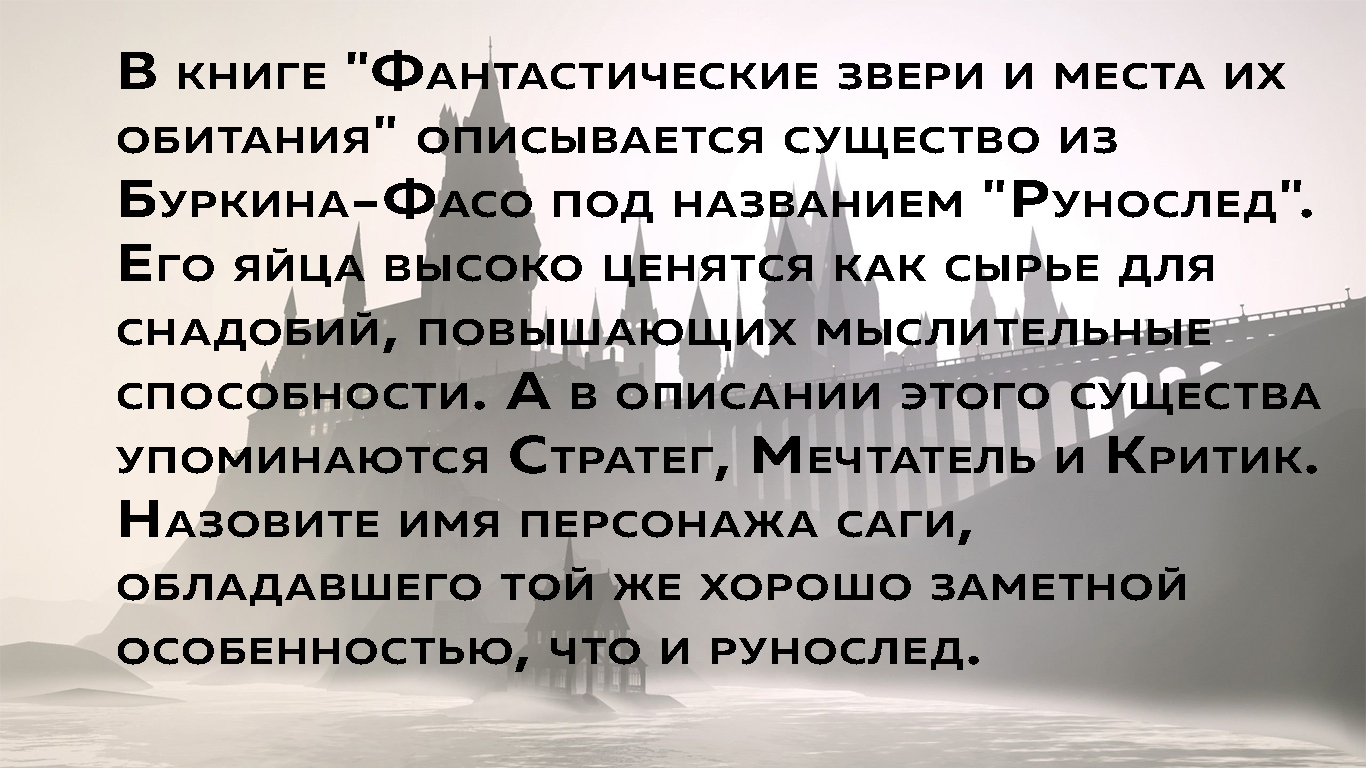 В книге "Фантастические звери и места их
обитания" описывается существо из
Буркина-Фасо под названием "Рунослед".
Его яйца высоко ценятся как сырье для
снадобий, повышающих мыслительные
способности. А в описании этого существа
упоминаются Стратег, Мечтатель и Критик.
Назовите имя персонажа саги,
обладавшего той же хорошо заметной
особенностью, что и рунослед.